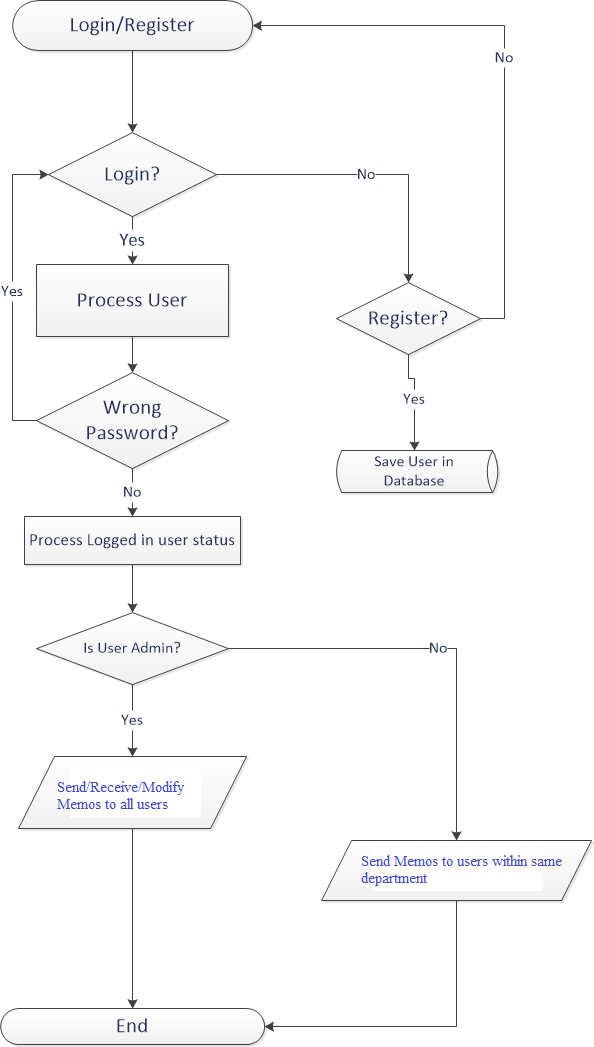 Login/Register
No
Login?
No
Yes
Yes
Process User
Register?
Wrong
Password?
Yes
Save User in
Database
No
Process Logged in user status
Is User Admin?
No
Yes
Send/Receive/Modify
Memos to all users
Send Memos to users within same
department
End